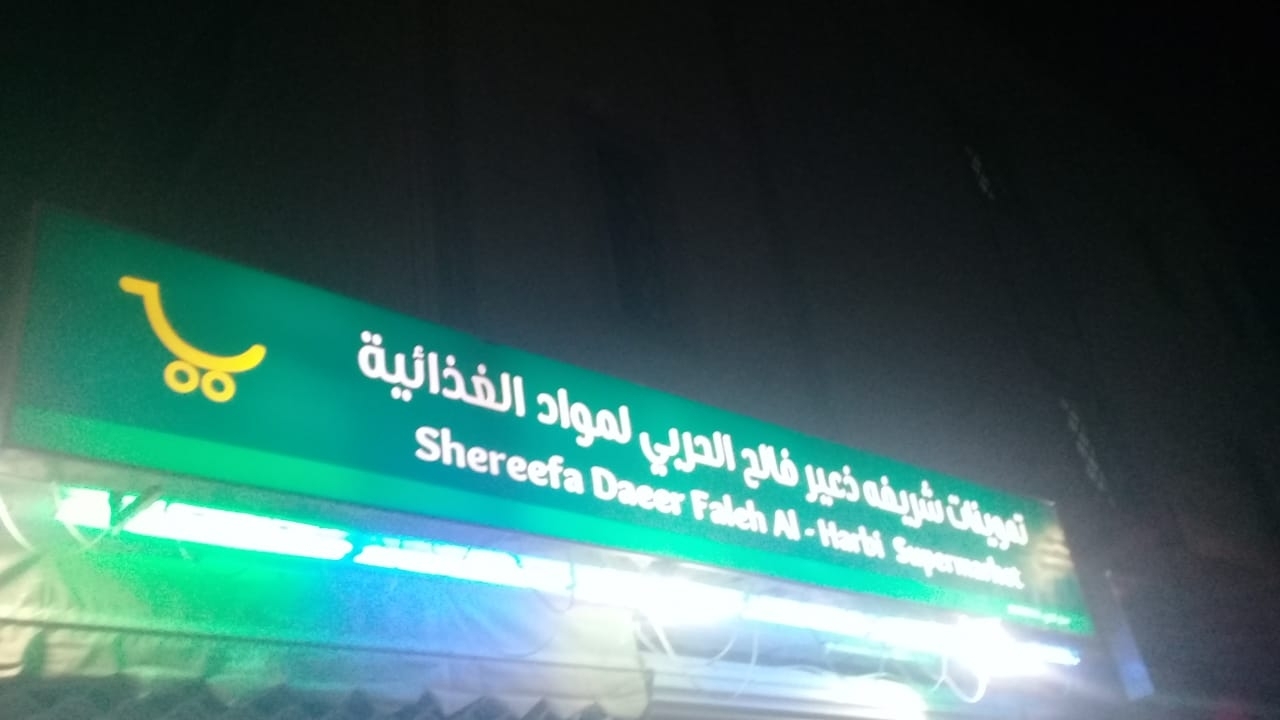 تموينات شريفه ذعير فالح الحربي لمواد الغذائية
Shereefa Daeer Faleh Al - Harbi Supermarket